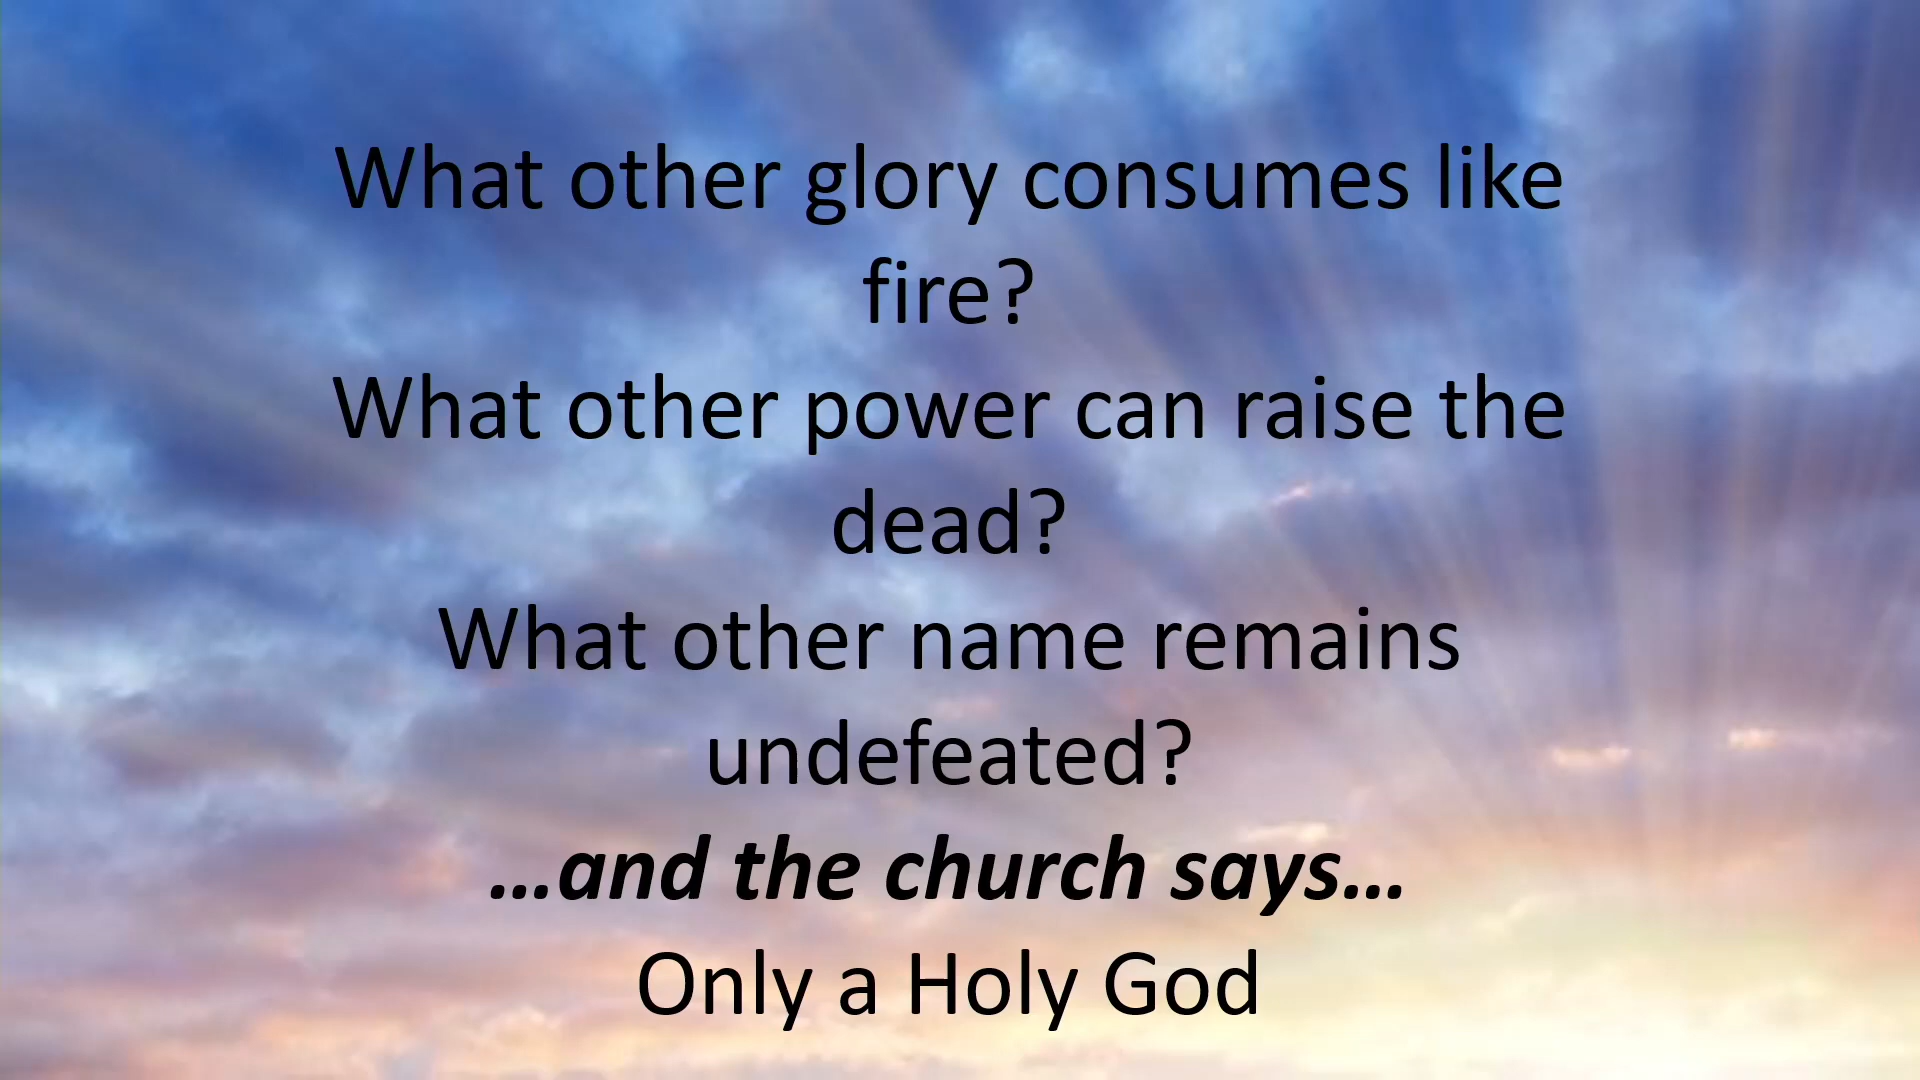 What other glory consumes like
fire?
What other power can raise the
dead?
What other name remains
undefeated?
…and the church says…
Only a Holy God